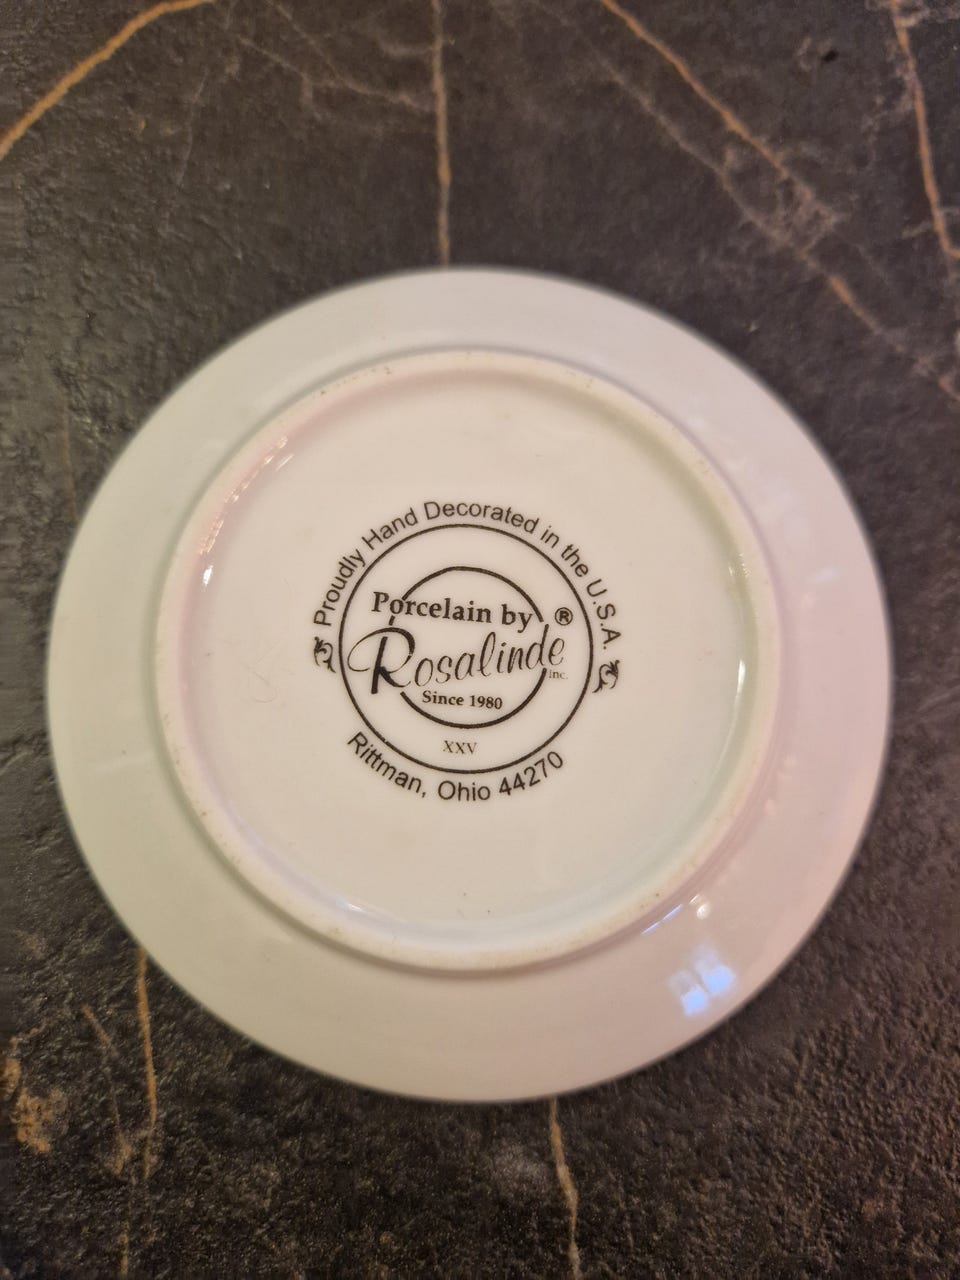 Proudly Hand Decorated in the U.S.A.
Porcelain by ®
Rosalinde
Inc.
Since 1980
XXV
Rittman, Ohio 44270